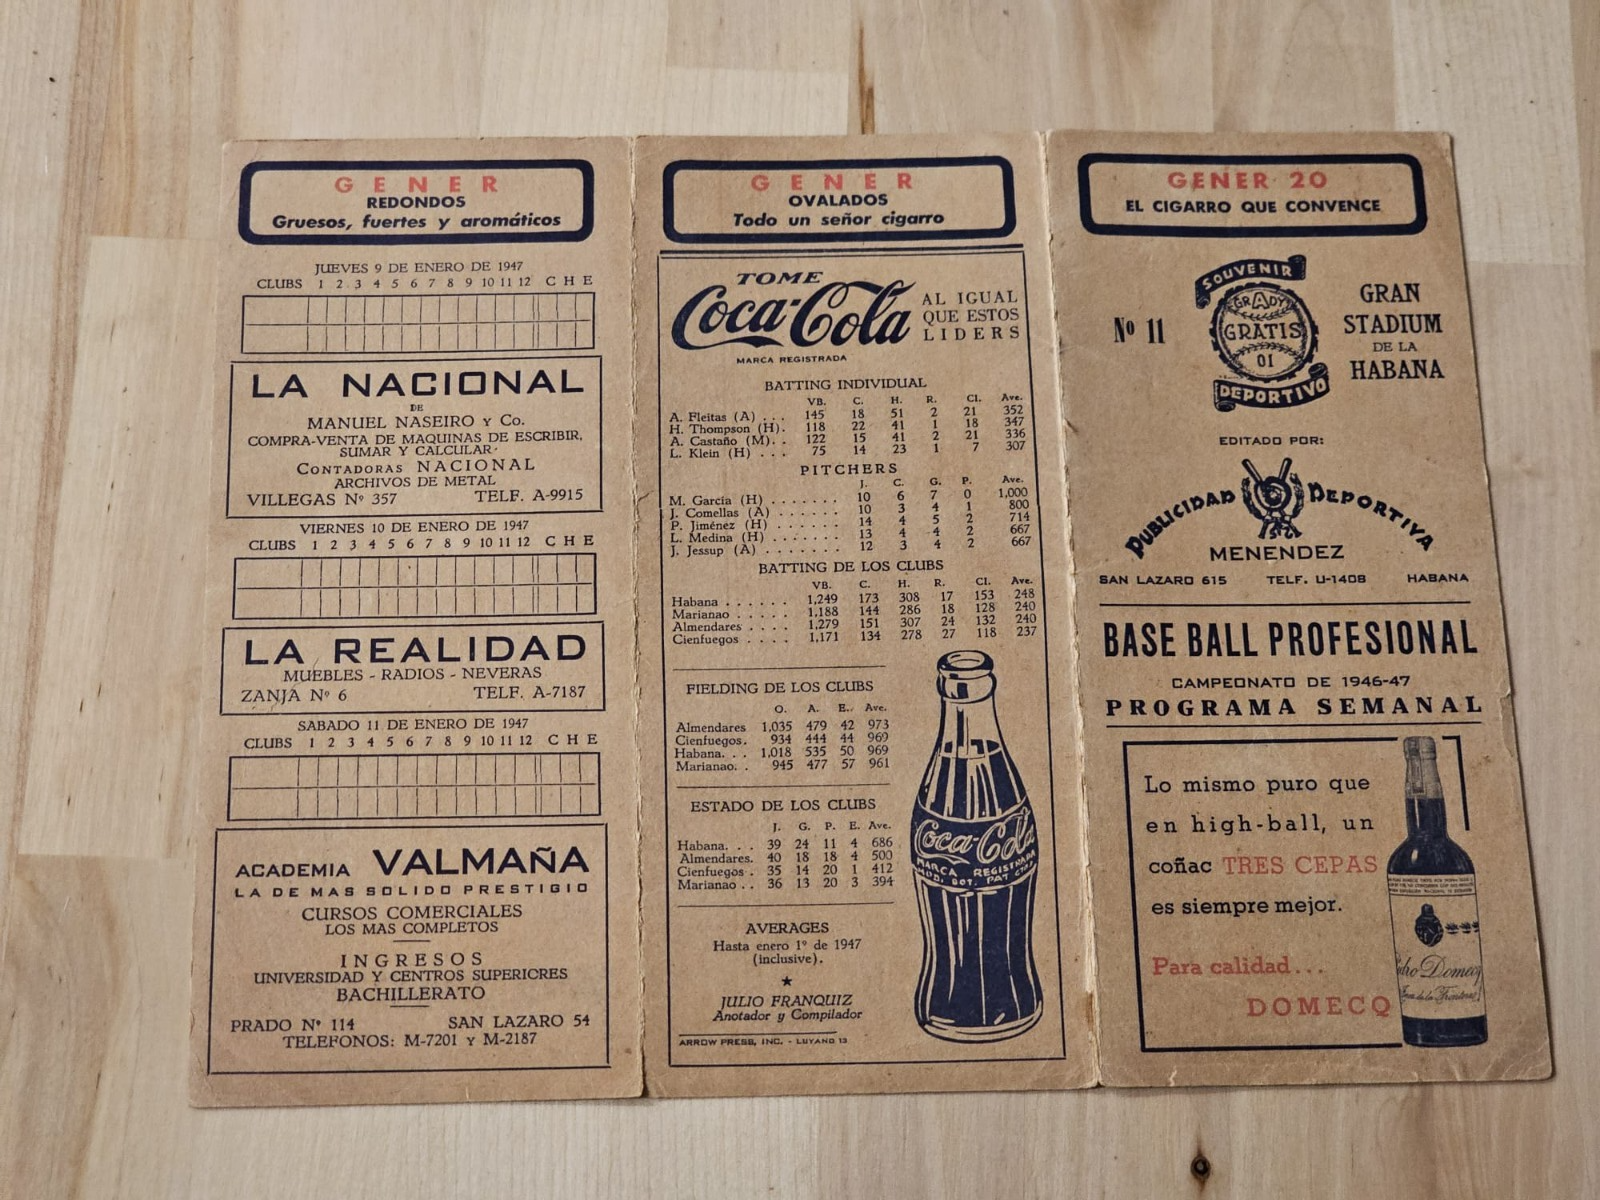 GENER
REDONDOS
Gruesos, fuertes y aromáticos
JUEVES 9 DE ENERO DE 1947
CLUBS 1 2 3 4 5 6 7 8 9 10 11 12 C H E
LA NACIONAL
DE
MANUEL NASEIRO Y Co.
COMPRA-VENTA DE MAQUINAS DE ESCRIBIR,
SUMAR Y CALCULAR·
CONTADORAS NACIONAL
ARCHIVOS DE METAL
VILLEGAS Nº 357 TELF. A-9915
VIERNES 10 DE ENERO DE 1947
CLUBS 1 2 3 4 5 6 7 8 9 10 11 12 C H E
LA REALIDAD
MUEBLES - RADIOS - NEVERAS
ZANJA Nº 6 TELF. A-7187
SABADO 11 DE ENERO DE 1947
CLUBS 1 2 3 4 5 6 7 8 9 10 11 12 C H E
ACADEMIA VALMAÑA
LA DE MAS SOLIDO PRESTIGIO
CURSOS COMERCIALES
LOS MAS COMPLETOS
INGRESOS
UNIVERSIDAD Y CENTROS SUPERIORES
BACHILLERATO
PRADO Nº 114 SAN LAZARO 54
TELEFONOS: M-7201 Y M-2187
GENER
OVALADOS
Todo un señor cigarro
TOME
Coca-Cola
MARCA REGISTRADA
AL IGUAL
QUE ESTOS
LIDERS
BATTING INDIVIDUAL
VB. C. H. R. Cl. Ave.
A. Fleitas (A) . . . 145 18 51 2 21 352
H. Thompson (H). 118 22 41 1 18 347
A. Castaño (M). . 122 15 41 2 21 336
L. Klein (H) . . . 75 14 23 1 7 307
PITCHERS
J. C. G. P. Ave.
M. García (H) . . . . . . . 10 6 7 0 1,000
J. Comellas (A) . . . . . . 10 3 4 1 800
P. Jiménez (H) . . . . . . 14 4 5 2 714
L. Medina (H) . . . . . . . 13 4 4 2 667
J. Jessup (A) . . . . . . . 12 3 4 2 667
BATTING DE LOS CLUBS
VB. C. H. R. Cl. Ave.
Habana . . . . . . 1,249 173 308 17 153 248
Marianao . . . . . 1,188 144 286 18 128 240
Almendares . . . . 1,279 151 307 24 132 240
Cienfuegos . . . . 1,171 134 278 27 118 237
FIELDING DE LOS CLUBS
O. A. E. Ave.
Almendares 1,035 479 42 973
Cienfuegos. 934 444 44 969
Habana. . . 1,018 535 50 969
Marianao. . 945 477 57 961
ESTADO DE LOS CLUBS
J. G. P. E. Ave.
Habana. . . 39 24 11 4 686
Almendares. 40 18 18 4 500
Cienfuegos . 35 14 20 1 412
Marianao . . 36 13 20 3 394
AVERAGES
Hasta enero 1º de 1947
(inclusive).
JULIO FRANQUIZ
Anotador y Compilador
ARROW PRESS, INC. - LUYANO 13
Coca-Cola
MARCA REGISTRADA
GENER 20
EL CIGARRO QUE CONVENCE
Nº 11
SOUVENIR
GRADY
GRATIS
01
DEPORTIVO
GRAN
STADIUM
DE LA
HABANA
EDITADO POR:
PUBLICIDAD DEPORTIVA
MENENDEZ
SAN LAZARO 615 TELF. U-1408 HABANA
BASE BALL PROFESIONAL
CAMPEONATO DE 1946-47
PROGRAMA SEMANAL
Lo mismo puro que
en high-ball, un
coñac TRES CEPAS
es siempre mejor.
Para calidad...
DOMECQ
Domecq